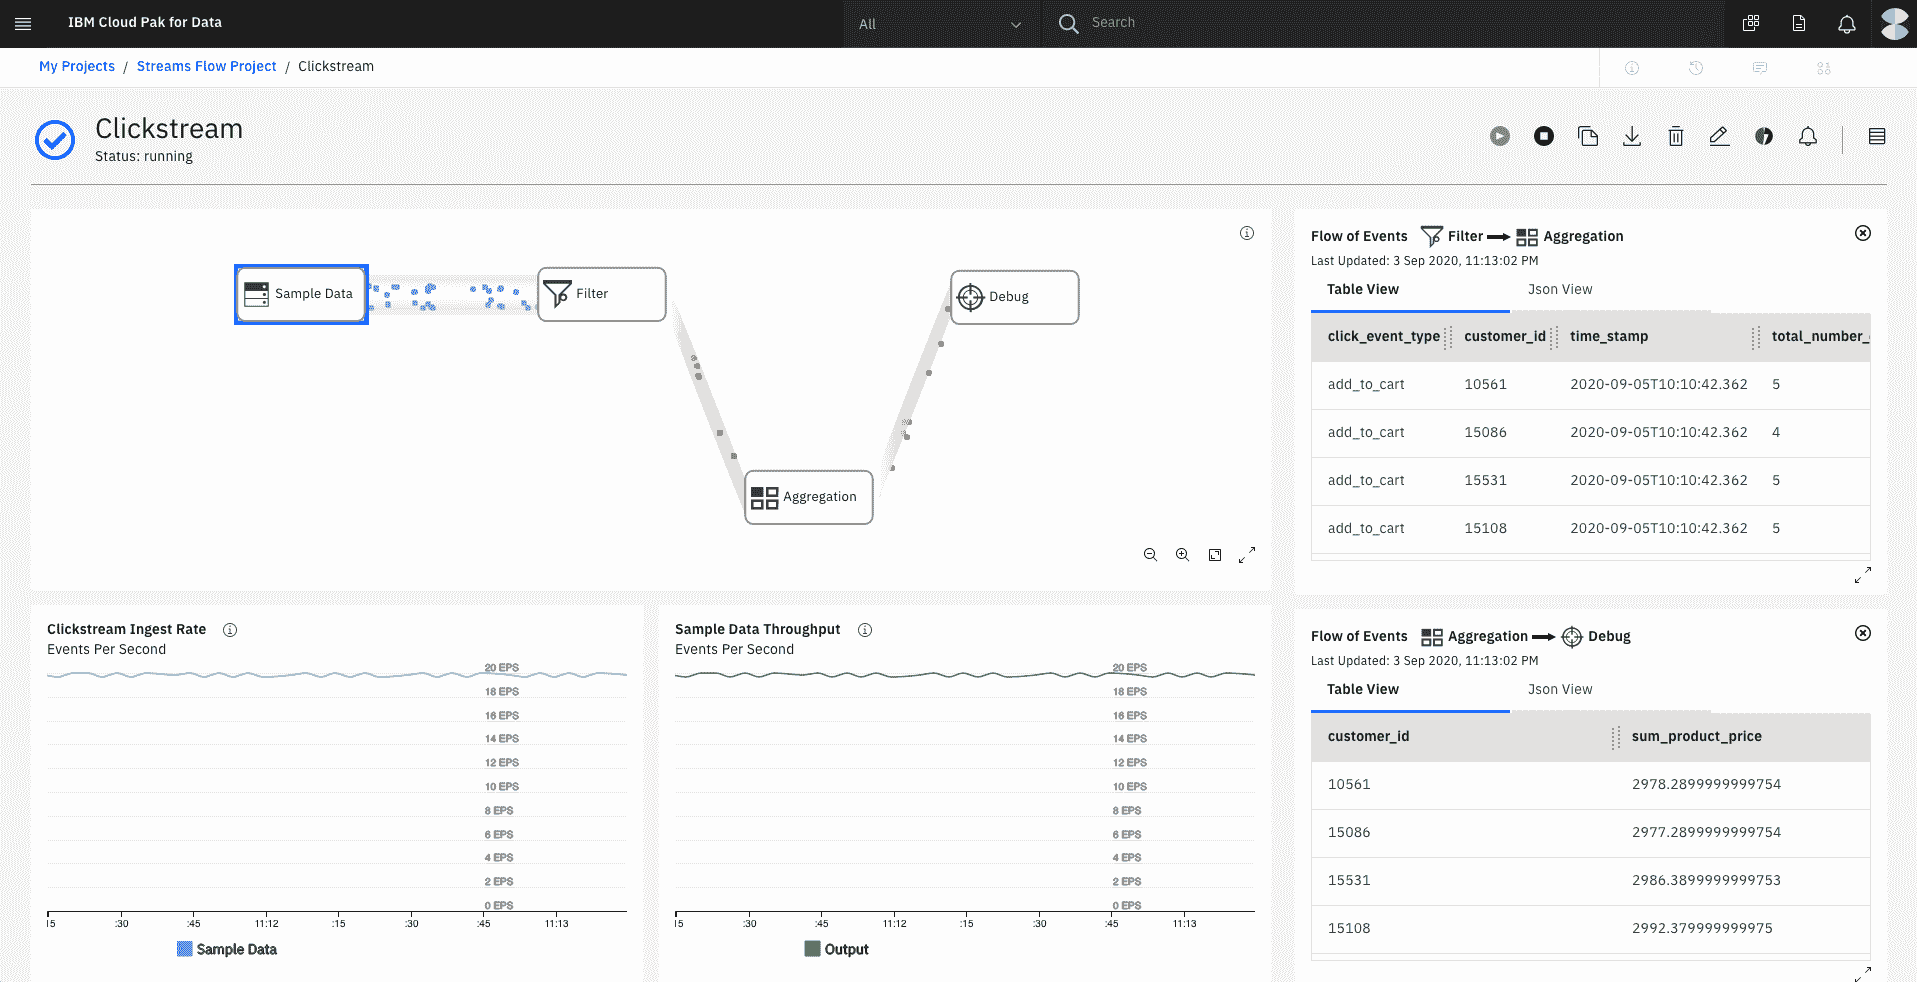 IBM Cloud Pak for Data
All
Search
My Projects / Streams Flow Project / Clickstream
Clickstream
Status: running
Sample Data
Filter
Debug
Aggregation
Flow of Events Filter Aggregation
Last Updated: 3 Sep 2020, 11:13:02 PM
Table View Json View
click_event_type customer_id time_stamp total_number_
add_to_cart 10561 2020-09-05T10:10:42.362 5
add_to_cart 15086 2020-09-05T10:10:42.362 4
add_to_cart 15531 2020-09-05T10:10:42.362 5
add_to_cart 15108 2020-09-05T10:10:42.362 5
Clickstream Ingest Rate
Events Per Second
20 EPS
18 EPS
16 EPS
14 EPS
12 EPS
10 EPS
8 EPS
6 EPS
4 EPS
2 EPS
0 EPS
:15 :30 :45 11:12 :15 :30 :45 11:13
Sample Data
Sample Data Throughput
Events Per Second
20 EPS
18 EPS
16 EPS
14 EPS
12 EPS
10 EPS
8 EPS
6 EPS
4 EPS
2 EPS
0 EPS
:15 :30 :45 11:12 :15 :30 :45 11:13
Output
Flow of Events Aggregation Debug
Last Updated: 3 Sep 2020, 11:13:02 PM
Table View Json View
customer_id sum_product_price
10561 2978.2899999999754
15086 2977.2899999999754
15531 2986.3899999999753
15108 2992.379999999975